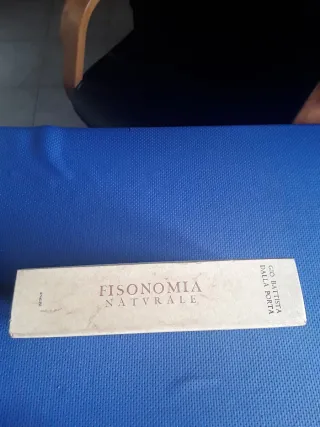 FISONOMIA
NATVRALE
GIO. BATTISTA
DALLA PORTA